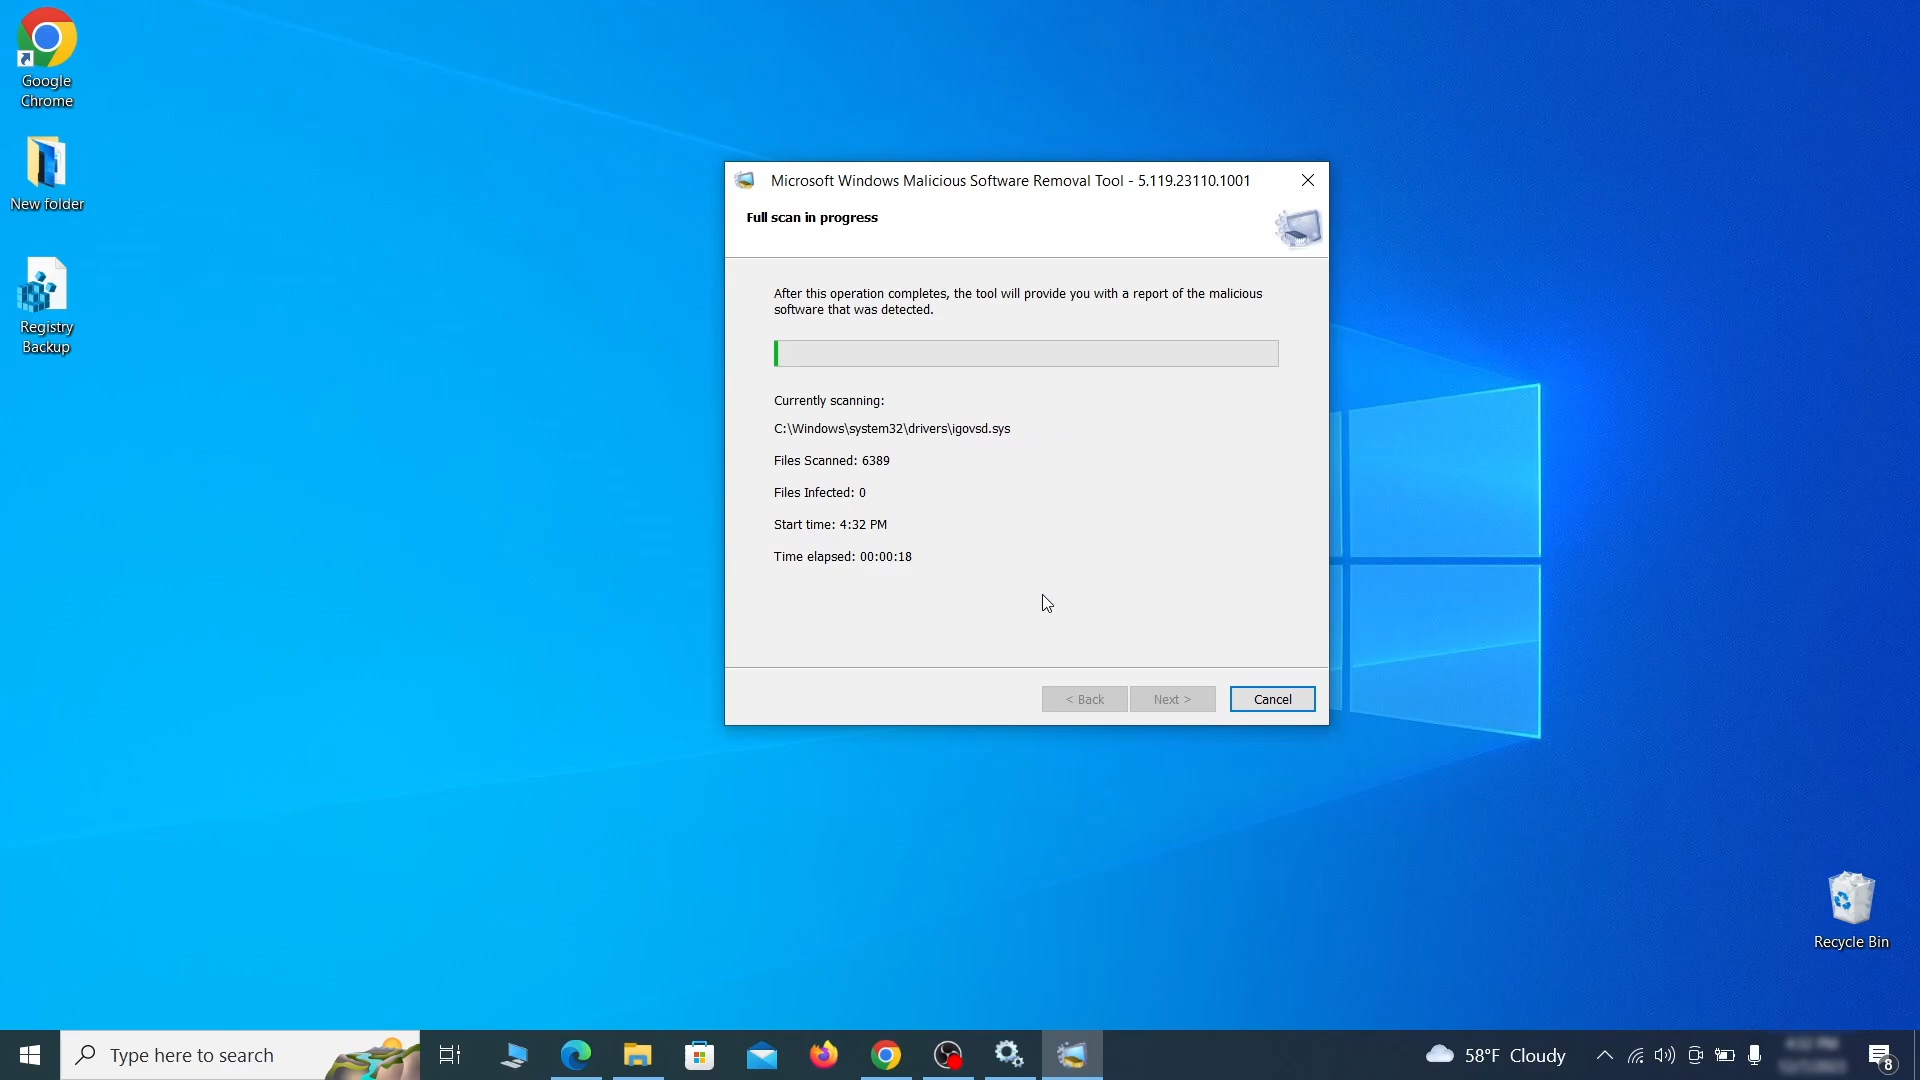 Google
Chrome
New folder
Registry
Backup
Microsoft Windows Malicious Software Removal Tool - 5.119.23110.1001
Full scan in progress
After this operation completes, the tool will provide you with a report of the malicious
software that was detected.
Currently scanning:
C:\Windows\system32\drivers\igovsd.sys
Files Scanned: 6389
Files Infected: 0
Start time: 4:32 PM
Time elapsed: 00:00:18
< Back
Next >
Cancel
Recycle Bin
Type here to search
58°F Cloudy
8